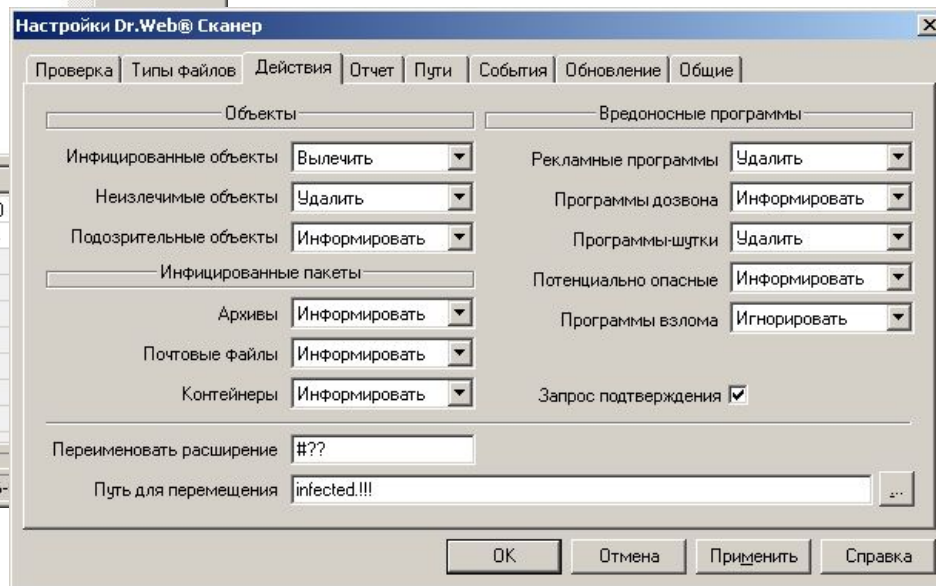 Настройки Dr.Web® Сканер
Проверка Типы файлов Действия Отчет Пути События Обновление Общие
Объекты
Инфицированные объекты Вылечить
Неизлечимые объекты Удалить
Подозрительные объекты Информировать
Инфицированные пакеты
Архивы Информировать
Почтовые файлы Информировать
Контейнеры Информировать
Вредоносные программы
Рекламные программы Удалить
Программы дозвона Информировать
Программы-шутки Удалить
Потенциально опасные Информировать
Программы взлома Игнорировать
Запрос подтверждения
Переименовать расширение #??
Путь для перемещения infected.!!! ...
OK Отмена Применить Справка